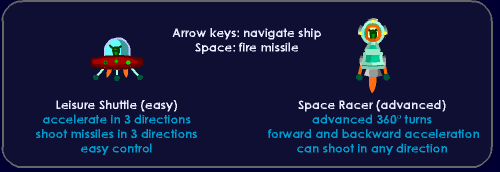 Arrow keys: navigate ship
Space: fire missile
Leisure Shuttle (easy)
accelerate in 3 directions
shoot missiles in 3 directions
easy control
Space Racer (advanced)
advanced 360° turns
forward and backward acceleration
can shoot in any direction